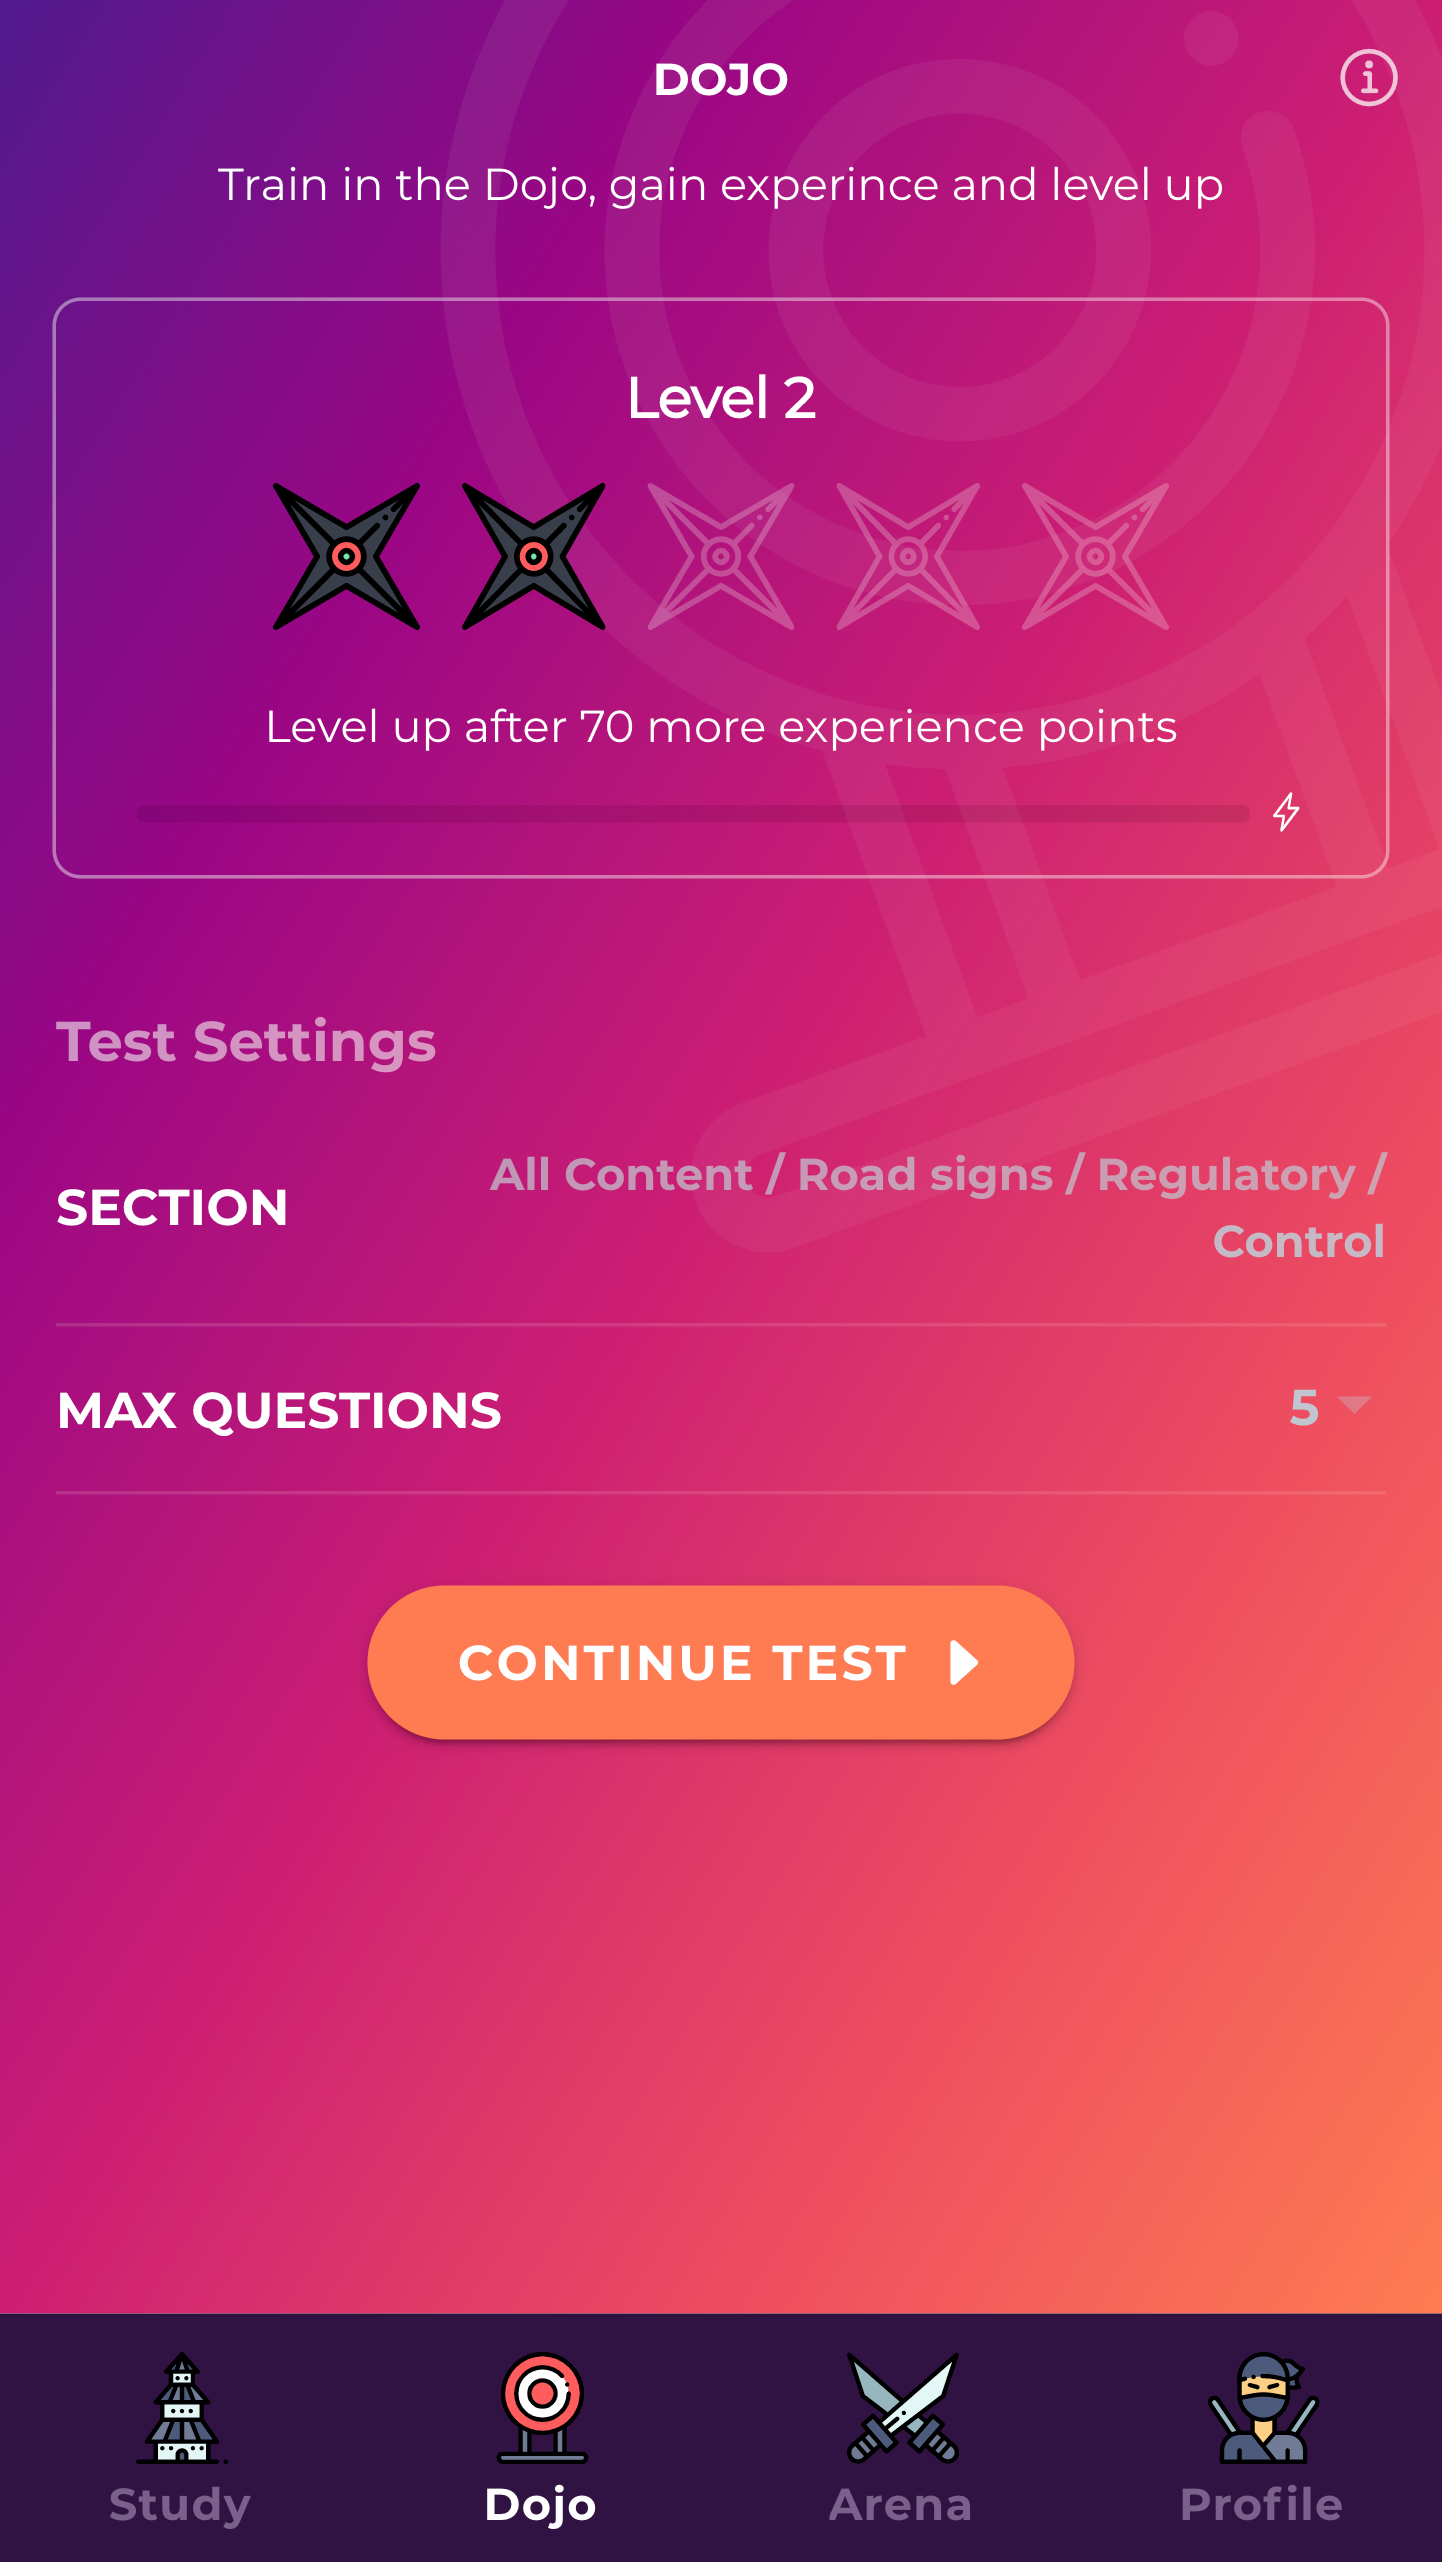 DOJO
Train in the Dojo, gain experince and level up
Level 2
Level up after 70 more experience points
Test Settings
SECTION
All Content / Road signs / Regulatory /
Control
MAX QUESTIONS
5
CONTINUE TEST
Study
Dojo
Arena
Profile